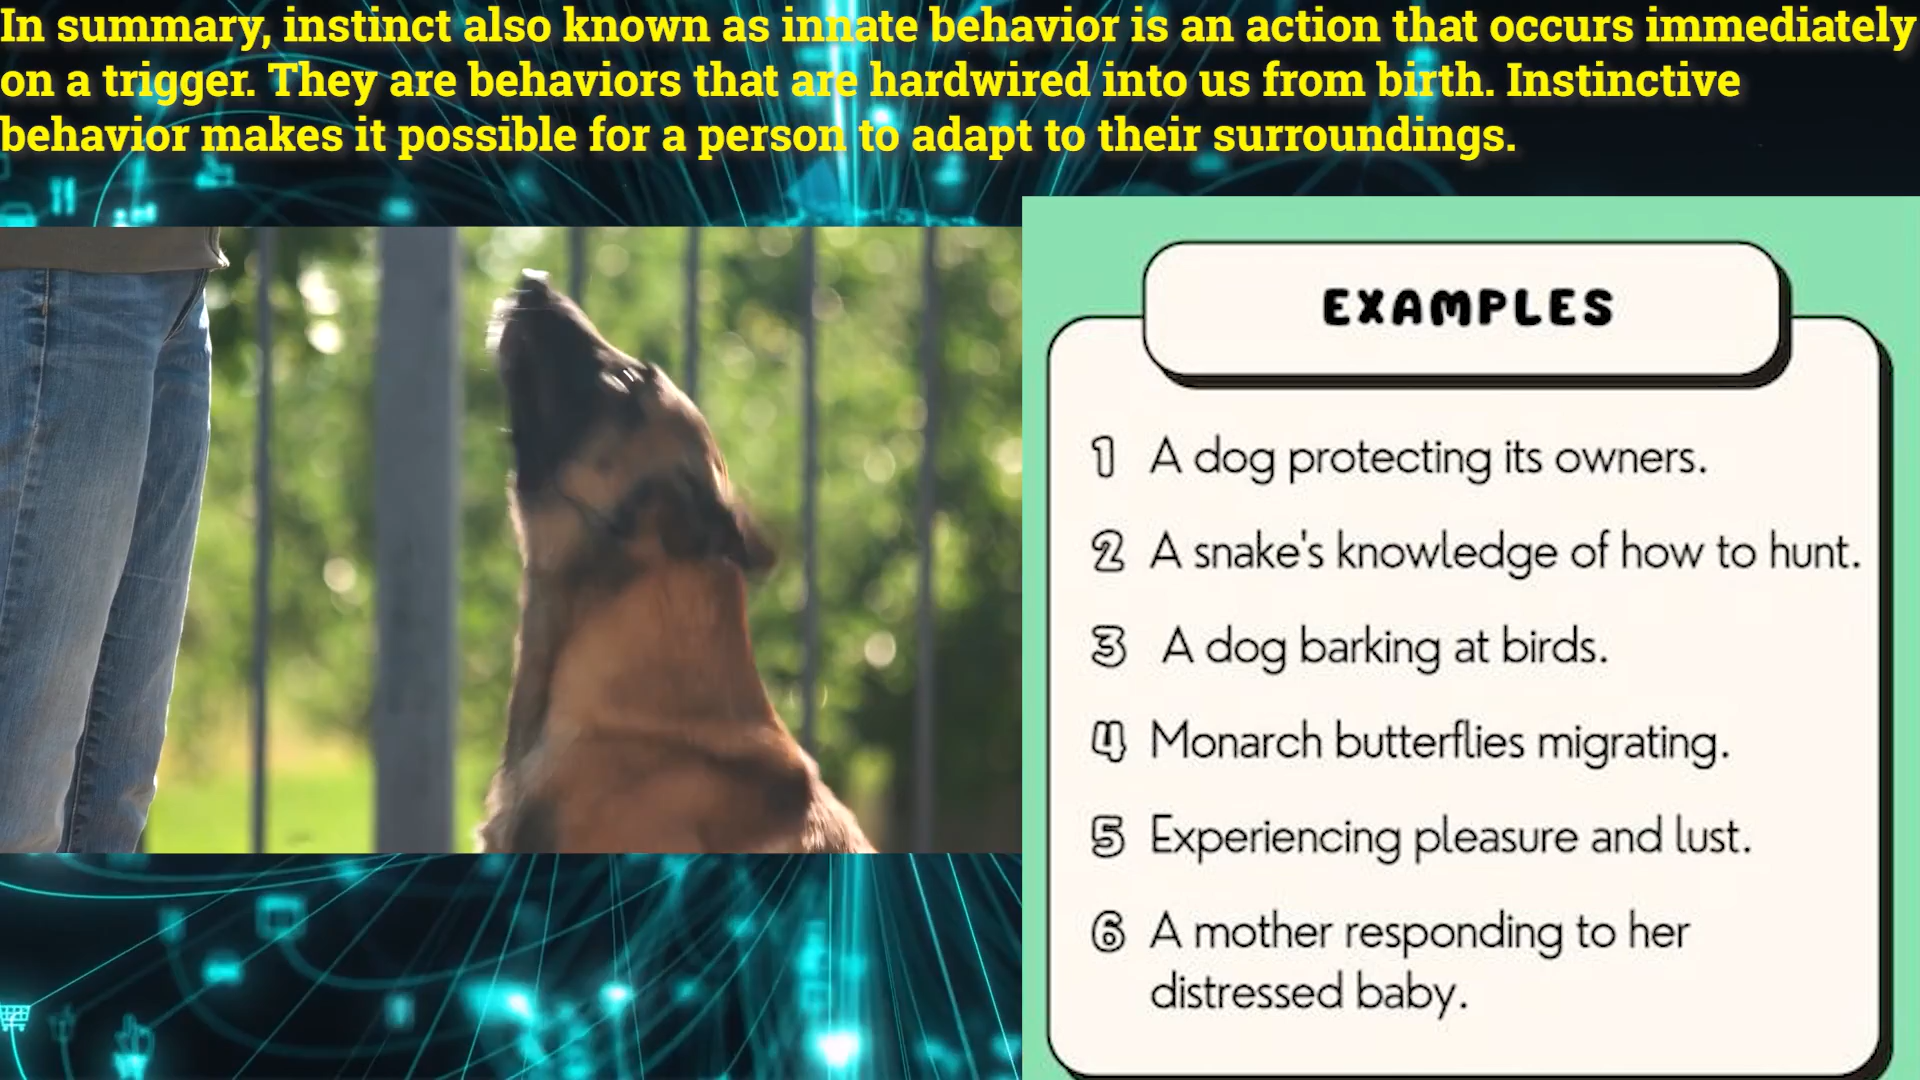 In summary, instinct also known as innate behavior is an action that occurs immediately
on a trigger. They are behaviors that are hardwired into us from birth. Instinctive
behavior makes it possible for a person to adapt to their surroundings.
EXAMPLES
1 A dog protecting its owners.
2 A snake's knowledge of how to hunt.
3 A dog barking at birds.
4 Monarch butterflies migrating.
5 Experiencing pleasure and lust.
6 A mother responding to her
distressed baby.